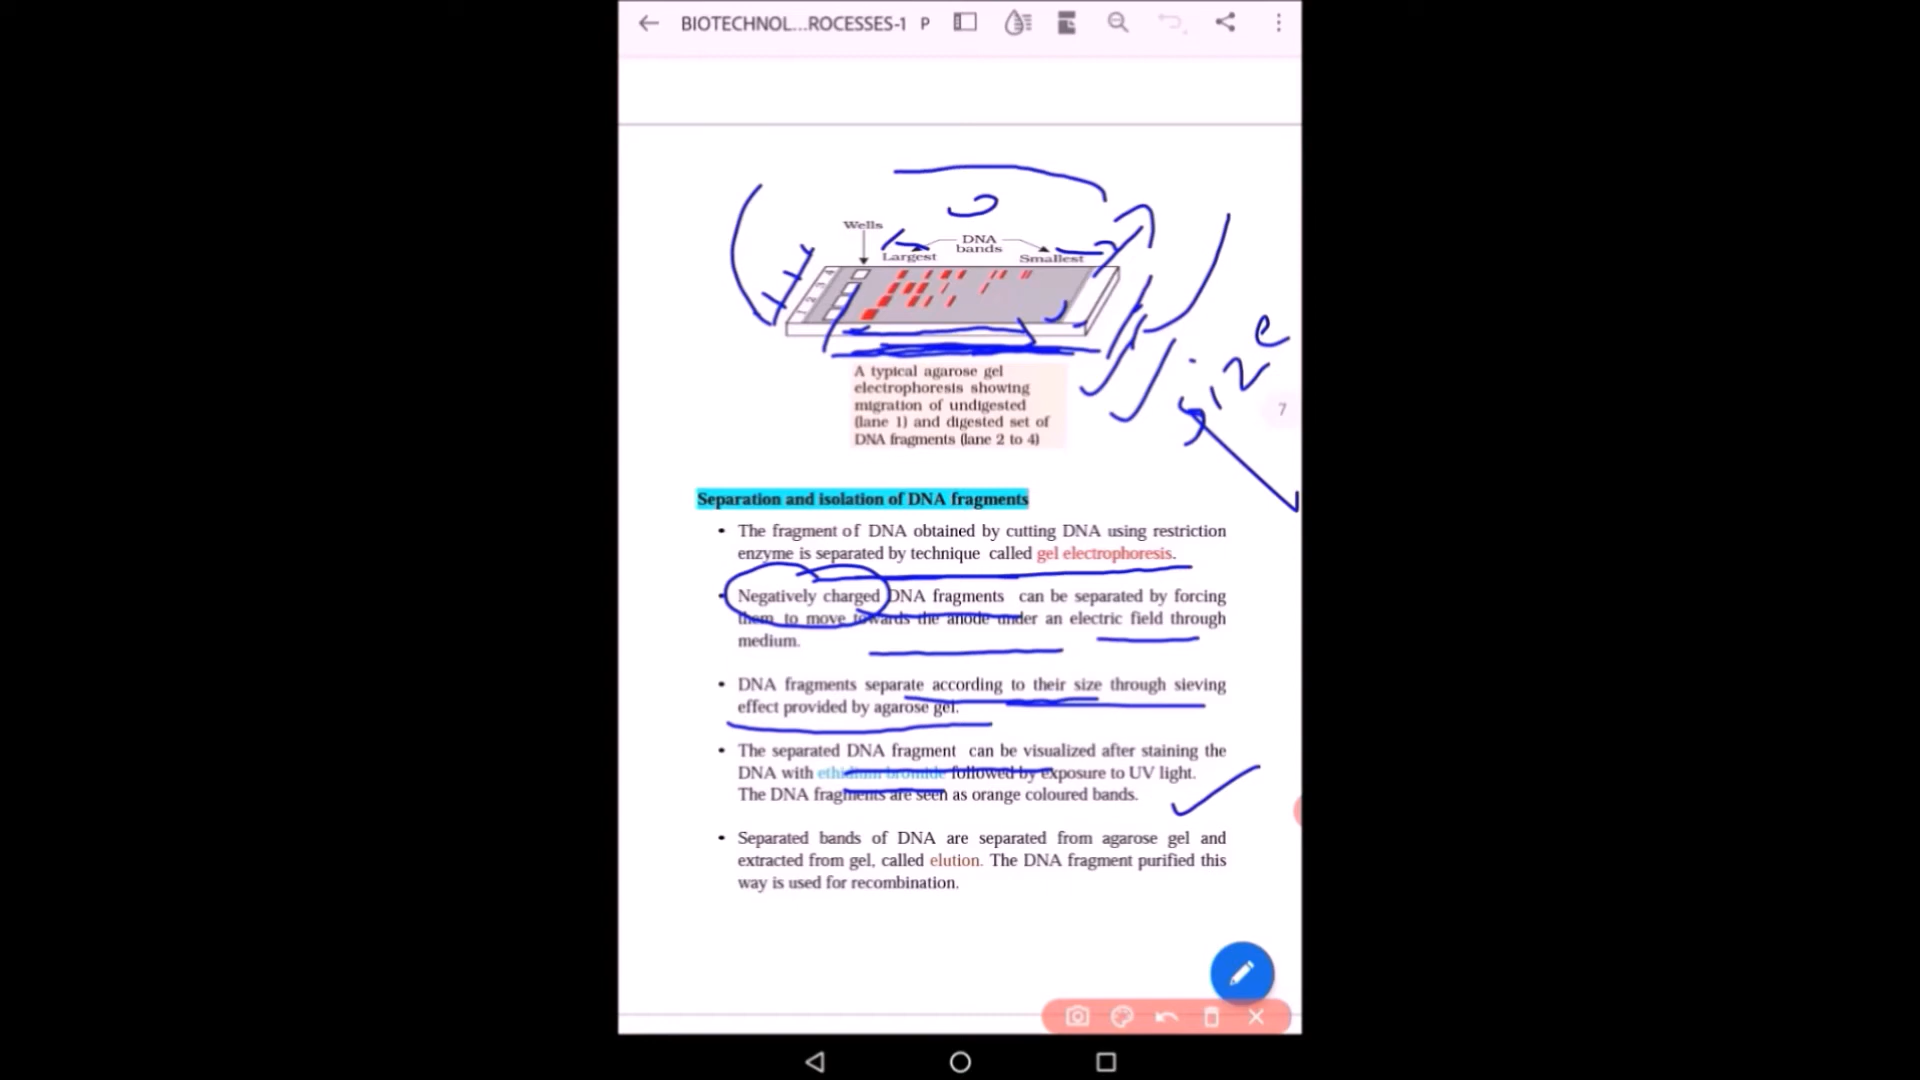 BIOTECHNOL...ROCESSES-1 P
Wells
DNA
bands
Largest
Smallest
1 2 3 4
A typical agarose gel
electrophoresis showing
migration of undigested
(lane 1) and digested set of
DNA fragments (lane 2 to 4)
size
7
Separation and isolation of DNA fragments
• The fragment of DNA obtained by cutting DNA using restriction
enzyme is separated by technique called gel electrophoresis.
• Negatively charged DNA fragments can be separated by forcing
them to move towards the anode under an electric field through
medium.
• DNA fragments separate according to their size through sieving
effect provided by agarose gel.
• The separated DNA fragment can be visualized after staining the
DNA with ethidium bromide followed by exposure to UV light.
The DNA fragments are seen as orange coloured bands.
• Separated bands of DNA are separated from agarose gel and
extracted from gel, called elution. The DNA fragment purified this
way is used for recombination.